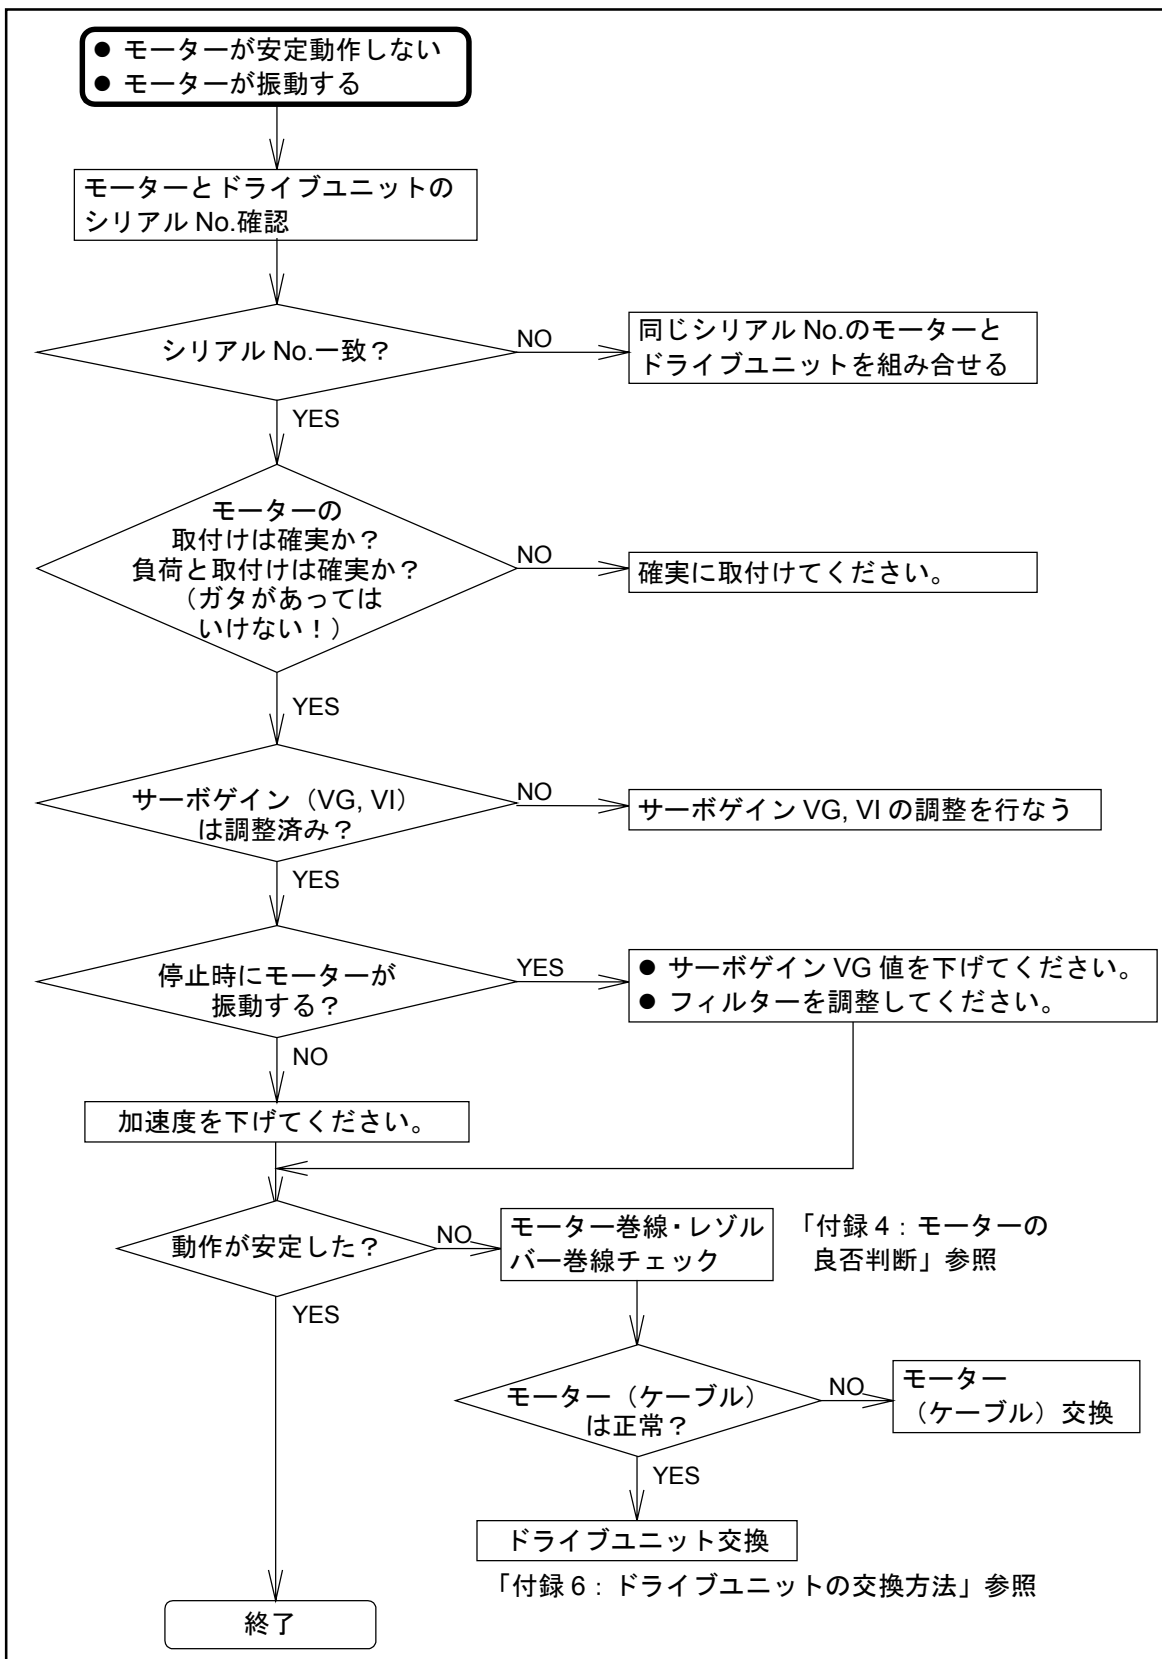 ● モーターが安定動作しない
● モーターが振動する
モーターとドライブユニットの
シリアル No.確認
シリアル No.一致？
NO
同じシリアル No.のモーターと
ドライブユニットを組み合せる
YES
モーターの
取付けは確実か？
負荷と取付けは確実か？
（ガタがあっては
いけない！）
NO
確実に取付けてください。
YES
サーボゲイン（VG, VI）
は調整済み？
NO
サーボゲイン VG, VI の調整を行なう
YES
停止時にモーターが
振動する？
YES
● サーボゲイン VG 値を下げてください。
● フィルターを調整してください。
NO
加速度を下げてください。
動作が安定した？
NO
モーター巻線・レゾル
バー巻線チェック
「付録 4：モーターの
良否判断」参照
YES
モーター（ケーブル）
は正常？
NO
モーター
（ケーブル）交換
YES
ドライブユニット交換
「付録 6：ドライブユニットの交換方法」参照
終了